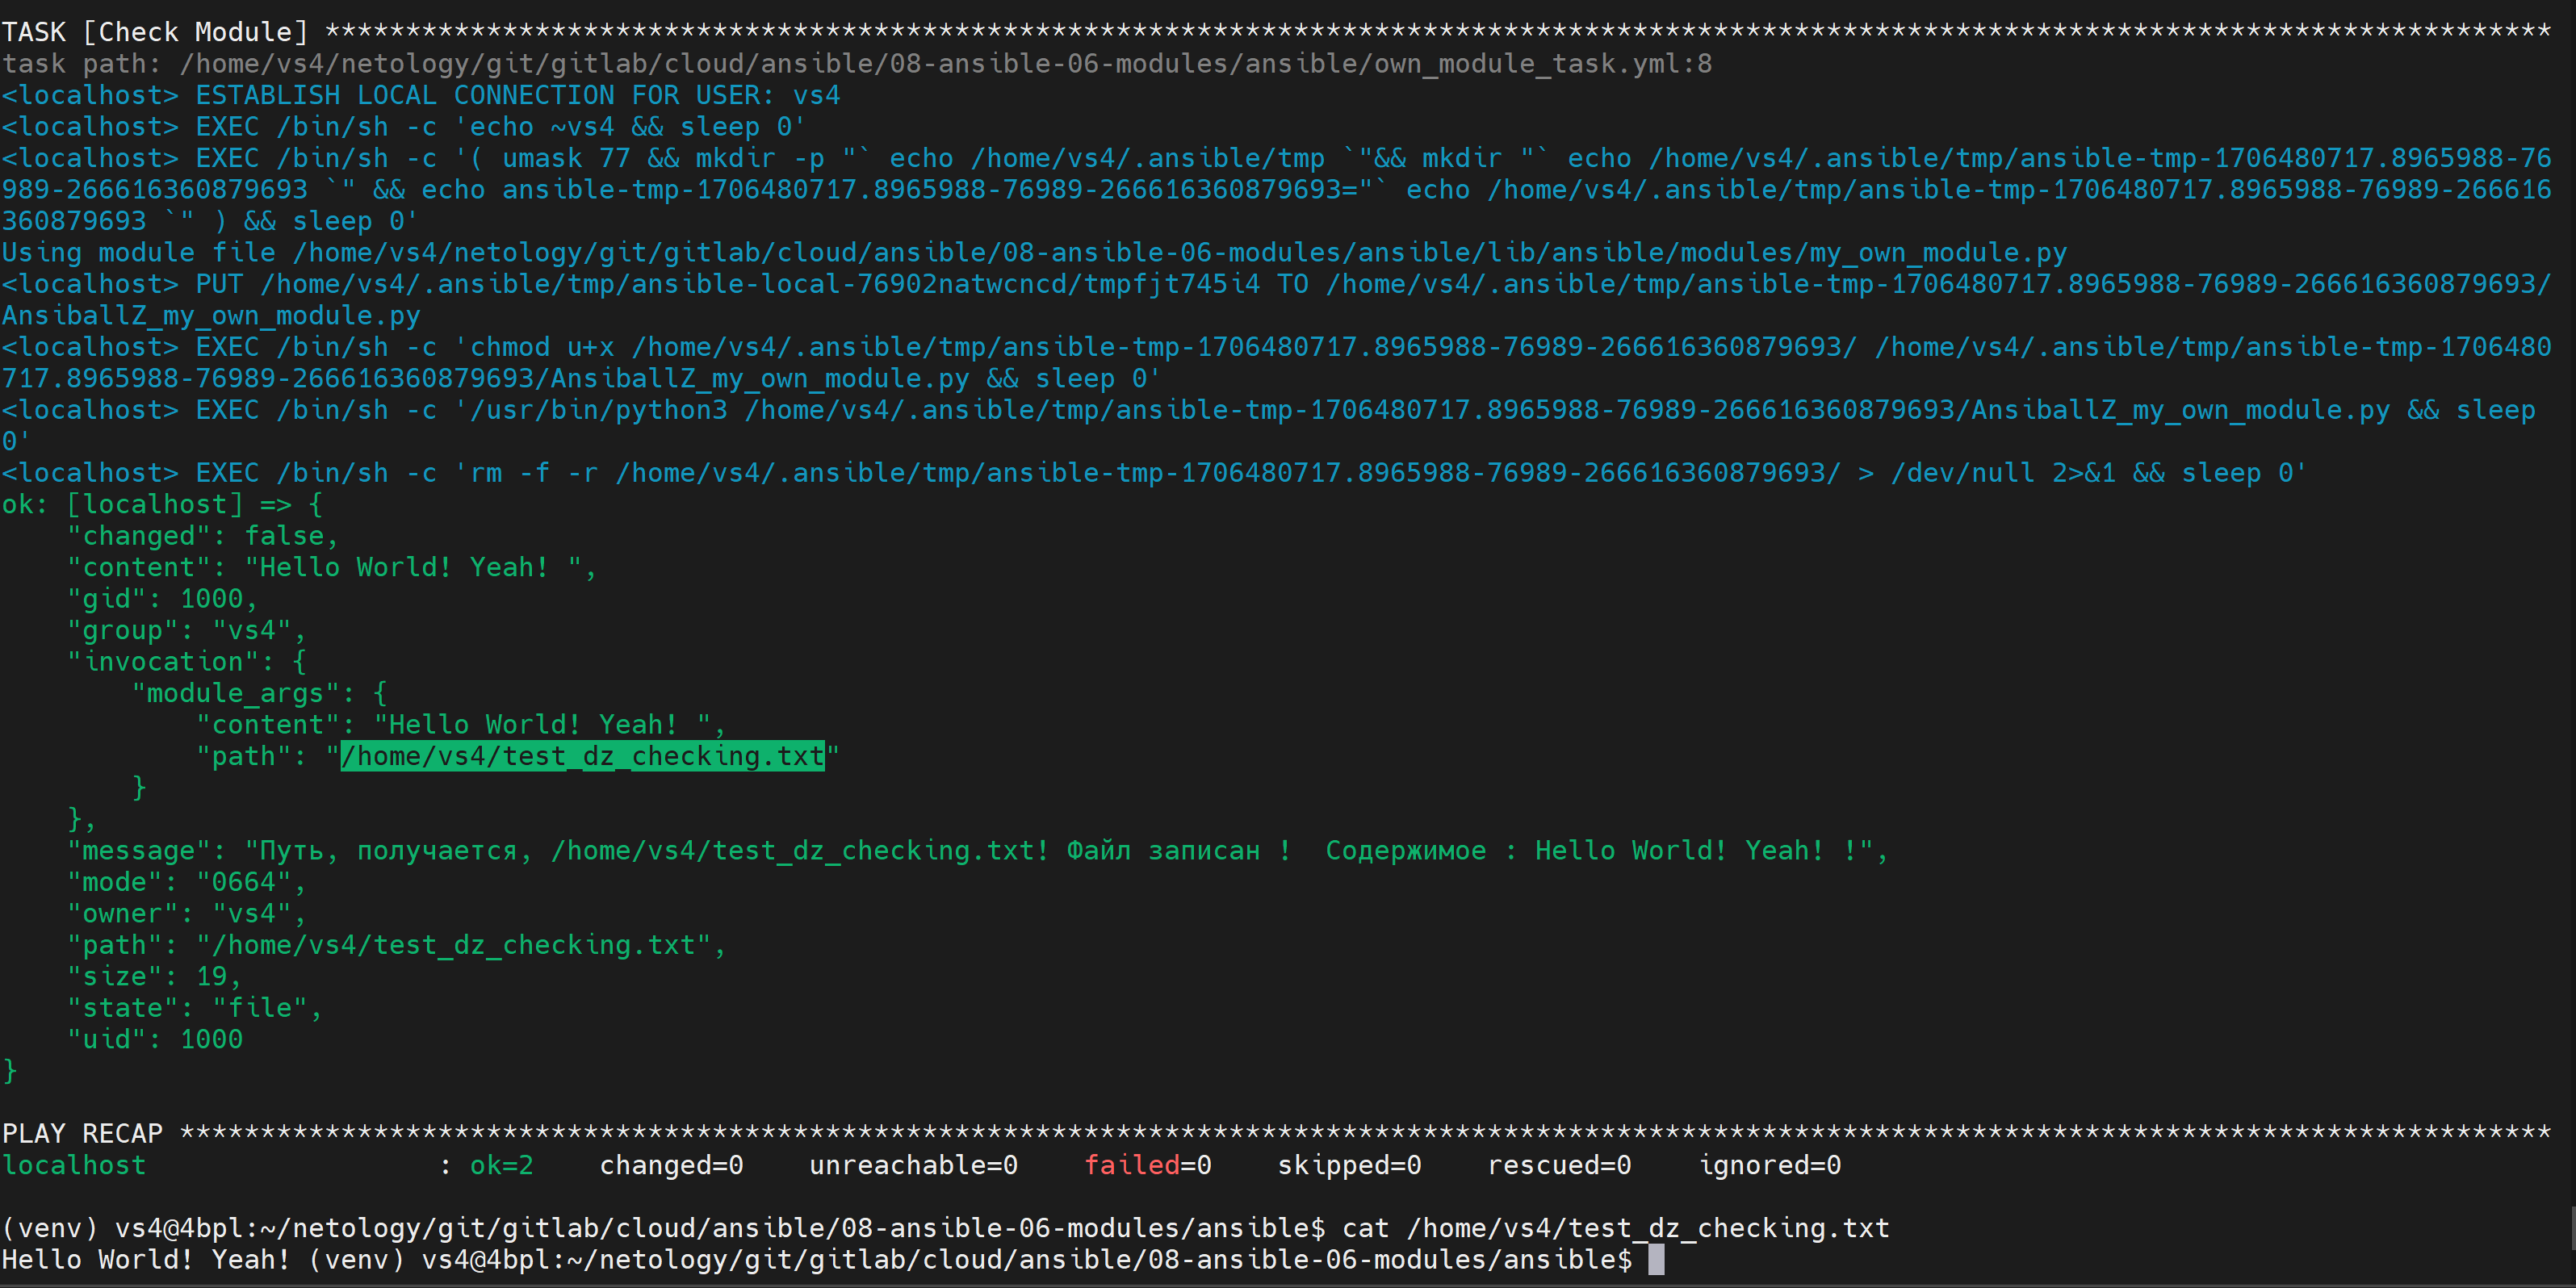 TASK [Check Module] ******************************************************************************************************************************************
task path: /home/vs4/netology/git/gitlab/cloud/ansible/08-ansible-06-modules/ansible/own_module_task.yml:8
<localhost> ESTABLISH LOCAL CONNECTION FOR USER: vs4
<localhost> EXEC /bin/sh -c 'echo ~vs4 && sleep 0'
<localhost> EXEC /bin/sh -c '( umask 77 && mkdir -p "` echo /home/vs4/.ansible/tmp `"&& mkdir "` echo /home/vs4/.ansible/tmp/ansible-tmp-1706480717.8965988-76
989-266616360879693 `" && echo ansible-tmp-1706480717.8965988-76989-266616360879693="` echo /home/vs4/.ansible/tmp/ansible-tmp-1706480717.8965988-76989-266616
360879693 `" ) && sleep 0'
Using module file /home/vs4/netology/git/gitlab/cloud/ansible/08-ansible-06-modules/ansible/lib/ansible/modules/my_own_module.py
<localhost> PUT /home/vs4/.ansible/tmp/ansible-local-76902natwcncd/tmpfjt745i4 TO /home/vs4/.ansible/tmp/ansible-tmp-1706480717.8965988-76989-266616360879693/
AnsiballZ_my_own_module.py
<localhost> EXEC /bin/sh -c 'chmod u+x /home/vs4/.ansible/tmp/ansible-tmp-1706480717.8965988-76989-266616360879693/ /home/vs4/.ansible/tmp/ansible-tmp-1706480
717.8965988-76989-266616360879693/AnsiballZ_my_own_module.py && sleep 0'
<localhost> EXEC /bin/sh -c '/usr/bin/python3 /home/vs4/.ansible/tmp/ansible-tmp-1706480717.8965988-76989-266616360879693/AnsiballZ_my_own_module.py && sleep
0'
<localhost> EXEC /bin/sh -c 'rm -f -r /home/vs4/.ansible/tmp/ansible-tmp-1706480717.8965988-76989-266616360879693/ > /dev/null 2>&1 && sleep 0'
ok: [localhost] => {
    "changed": false,
    "content": "Hello World! Yeah! ",
    "gid": 1000,
    "group": "vs4",
    "invocation": {
        "module_args": {
            "content": "Hello World! Yeah! ",
            "path": "/home/vs4/test_dz_checking.txt"
        }
    },
    "message": "Путь, получается, /home/vs4/test_dz_checking.txt! Файл записан !  Содержимое : Hello World! Yeah! !",
    "mode": "0664",
    "owner": "vs4",
    "path": "/home/vs4/test_dz_checking.txt",
    "size": 19,
    "state": "file",
    "uid": 1000
}
PLAY RECAP ***************************************************************************************************************************************************
localhost                  : ok=2    changed=0    unreachable=0    failed=0    skipped=0    rescued=0    ignored=0
(venv) vs4@4bpl:~/netology/git/gitlab/cloud/ansible/08-ansible-06-modules/ansible$ cat /home/vs4/test_dz_checking.txt
Hello World! Yeah! (venv) vs4@4bpl:~/netology/git/gitlab/cloud/ansible/08-ansible-06-modules/ansible$